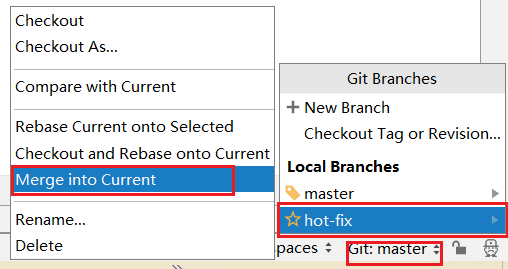 Checkout
Checkout As...
Compare with Current
Rebase Current onto Selected
Checkout and Rebase onto Current
Merge into Current
Rename...
Delete
Git Branches
New Branch
Checkout Tag or Revision...
Local Branches
master
hot-fix
paces
Git: master